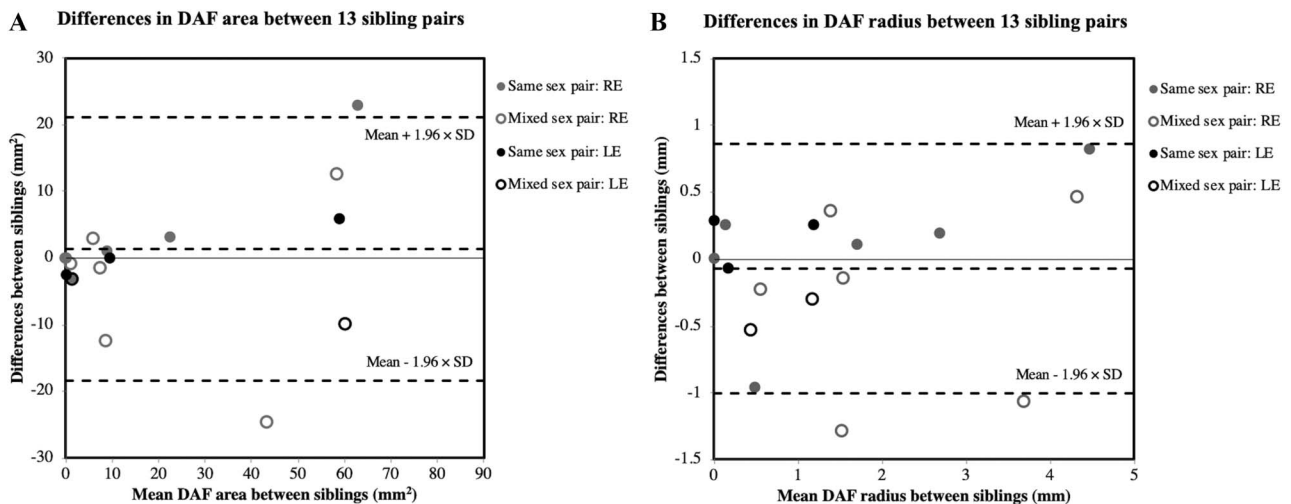 A
Differences in DAF area between 13 sibling pairs
Differences between siblings (mm²)
30
20
10
0
-10
-20
-30
Mean + 1.96 × SD
Mean - 1.96 × SD
0 10 20 30 40 50 60 70 80 90
Mean DAF area between siblings (mm²)
Same sex pair: RE
Mixed sex pair: RE
Same sex pair: LE
Mixed sex pair: LE
B
Differences in DAF radius between 13 sibling pairs
Differences between siblings (mm)
1.5
1
0.5
0
-0.5
-1
-1.5
Mean + 1.96 × SD
Mean - 1.96 × SD
0 1 2 3 4 5
Mean DAF radius between siblings (mm)
Same sex pair: RE
Mixed sex pair: RE
Same sex pair: LE
Mixed sex pair: LE